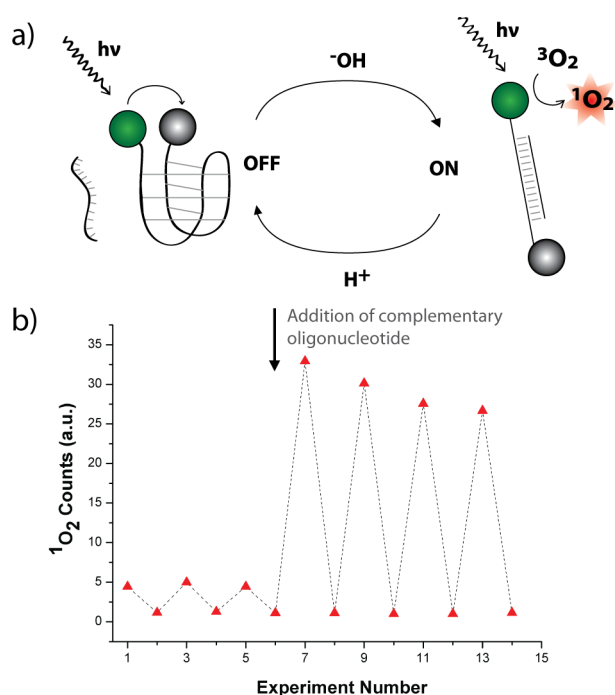 a)
hν
⁻OH
OFF
ON
H⁺
hν
³O₂
¹O₂
b)
Addition of complementary
oligonucleotide
¹O₂ Counts (a.u.)
35
30
25
20
15
10
5
0
1 3 5 7 9 11 13 15
Experiment Number